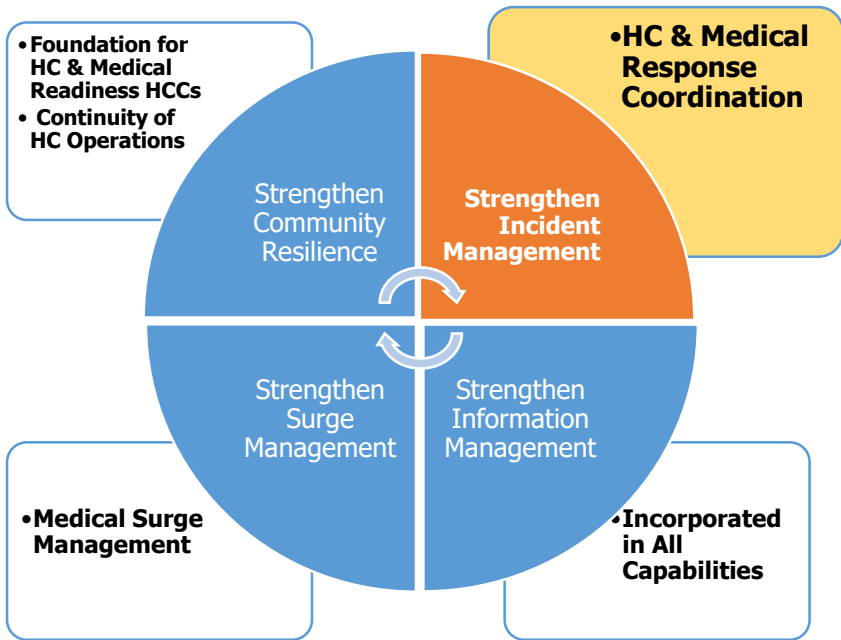 •Foundation for
HC & Medical
Readiness HCCs
• Continuity of
HC Operations
•HC & Medical
Response
Coordination
Strengthen
Community
Resilience
Strengthen
Incident
Management
Strengthen
Surge
Management
Strengthen
Information
Management
•Medical Surge
Management
•Incorporated
in All
Capabilities